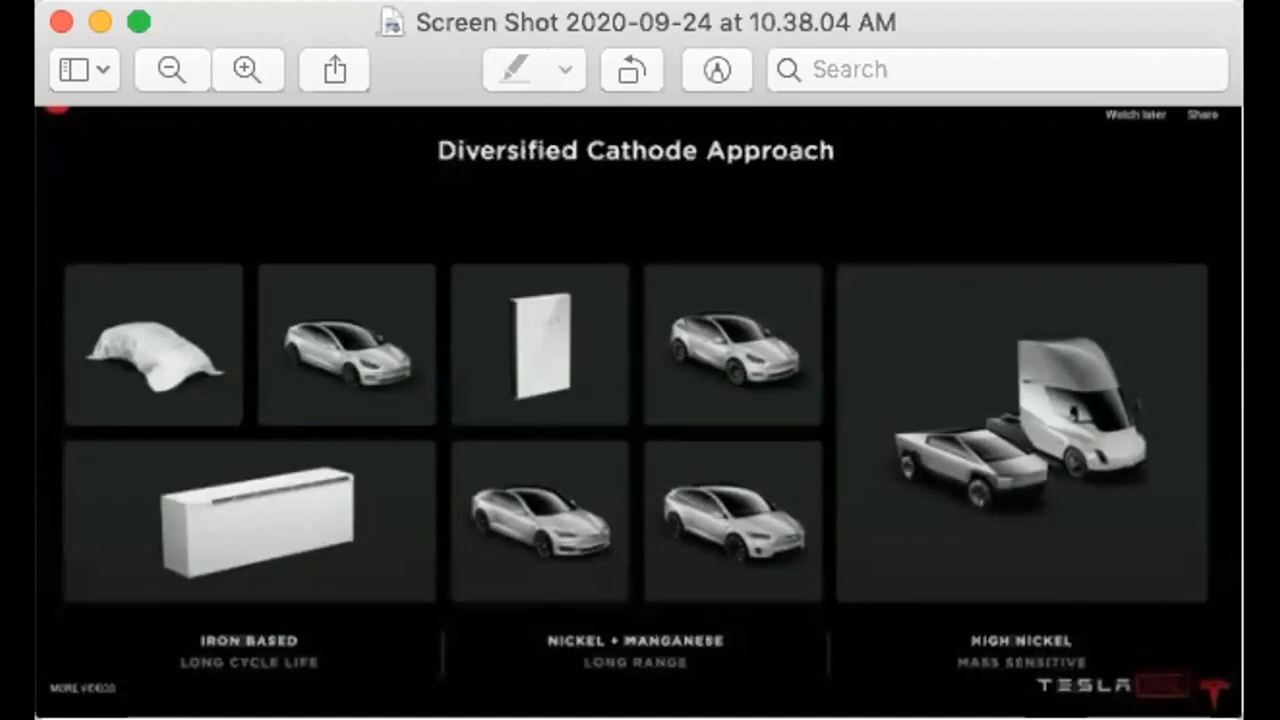 Screen Shot 2020-09-24 at 10.38.04 AM
Search
Watch later Share
Diversified Cathode Approach
IRON BASED
LONG CYCLE LIFE
NICKEL + MANGANESE
LONG RANGE
HIGH NICKEL
MASS SENSITIVE
MORE VIDEOS
TESLA